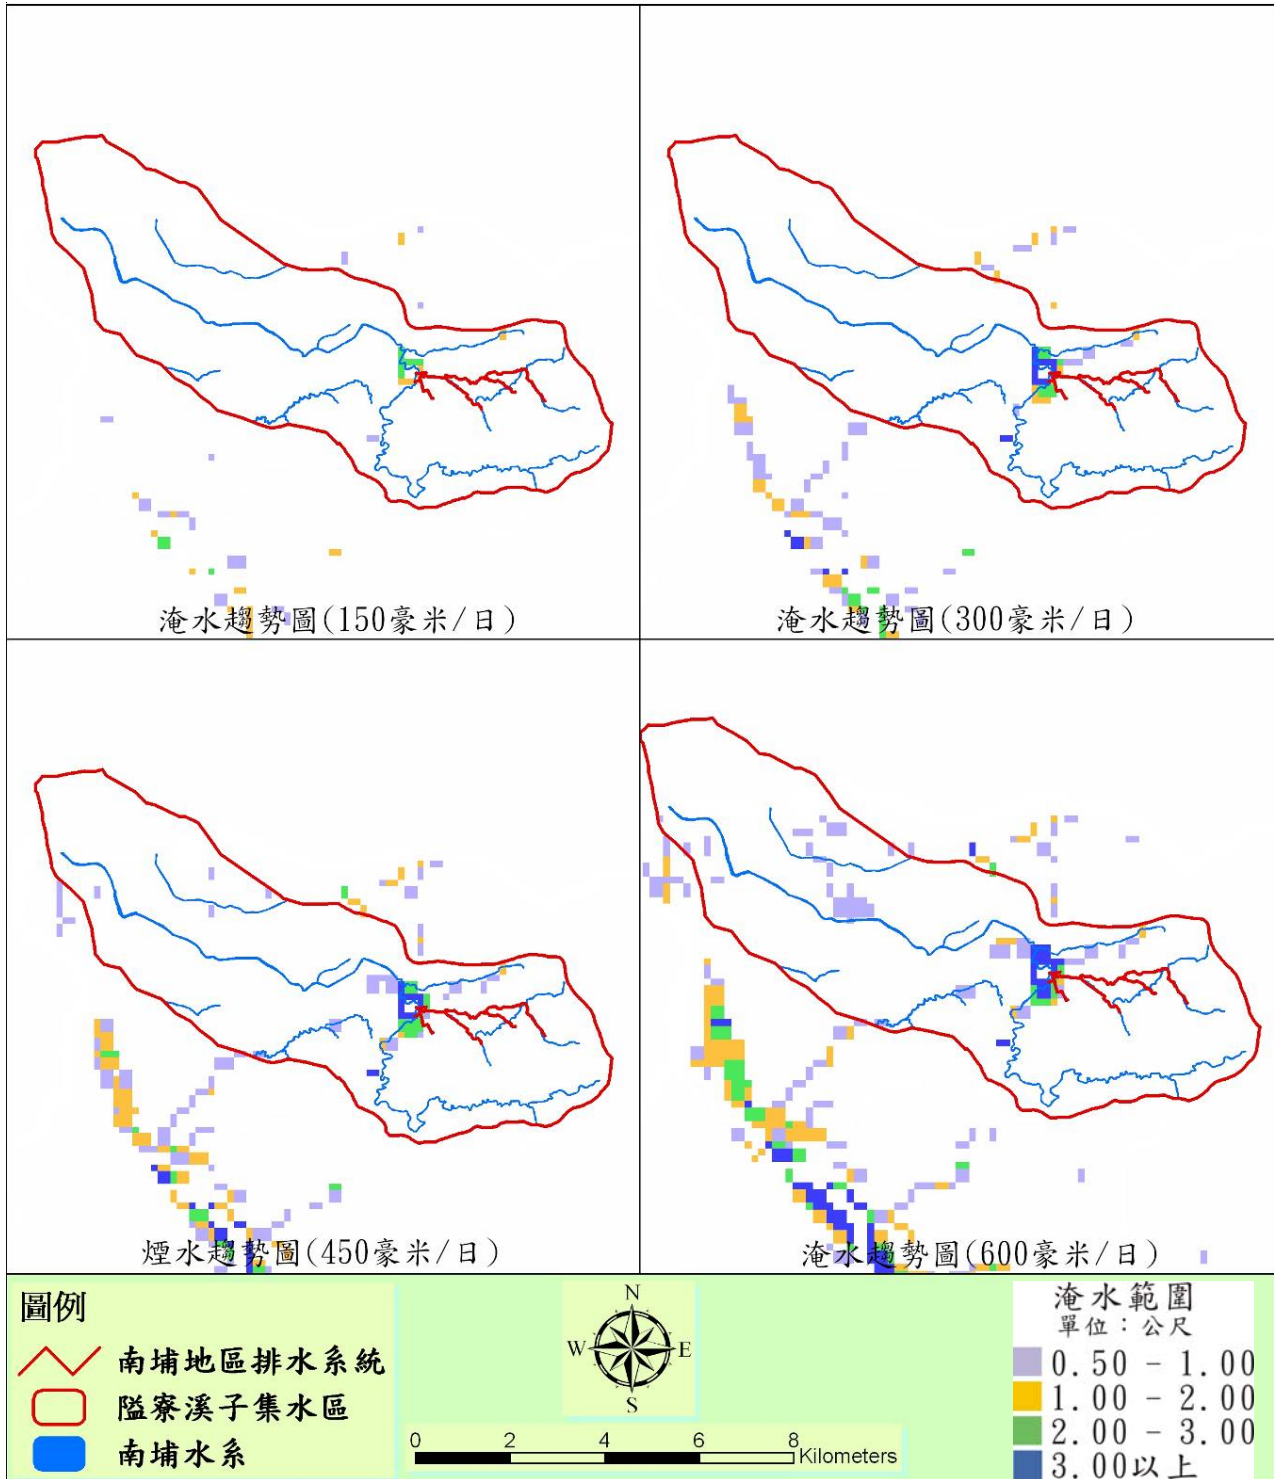 淹水趨勢圖(150豪米/日)
淹水趨勢圖(300豪米/日)
煙水趨勢圖(450豪米/日)
淹水趨勢圖(600豪米/日)
圖例
南埔地區排水系統
隘寮溪子集水區
南埔水系
N
W E
S
0 2 4 6 8
Kilometers
淹水範圍
單位：公尺
0.50 - 1.00
1.00 - 2.00
2.00 - 3.00
3.00以上